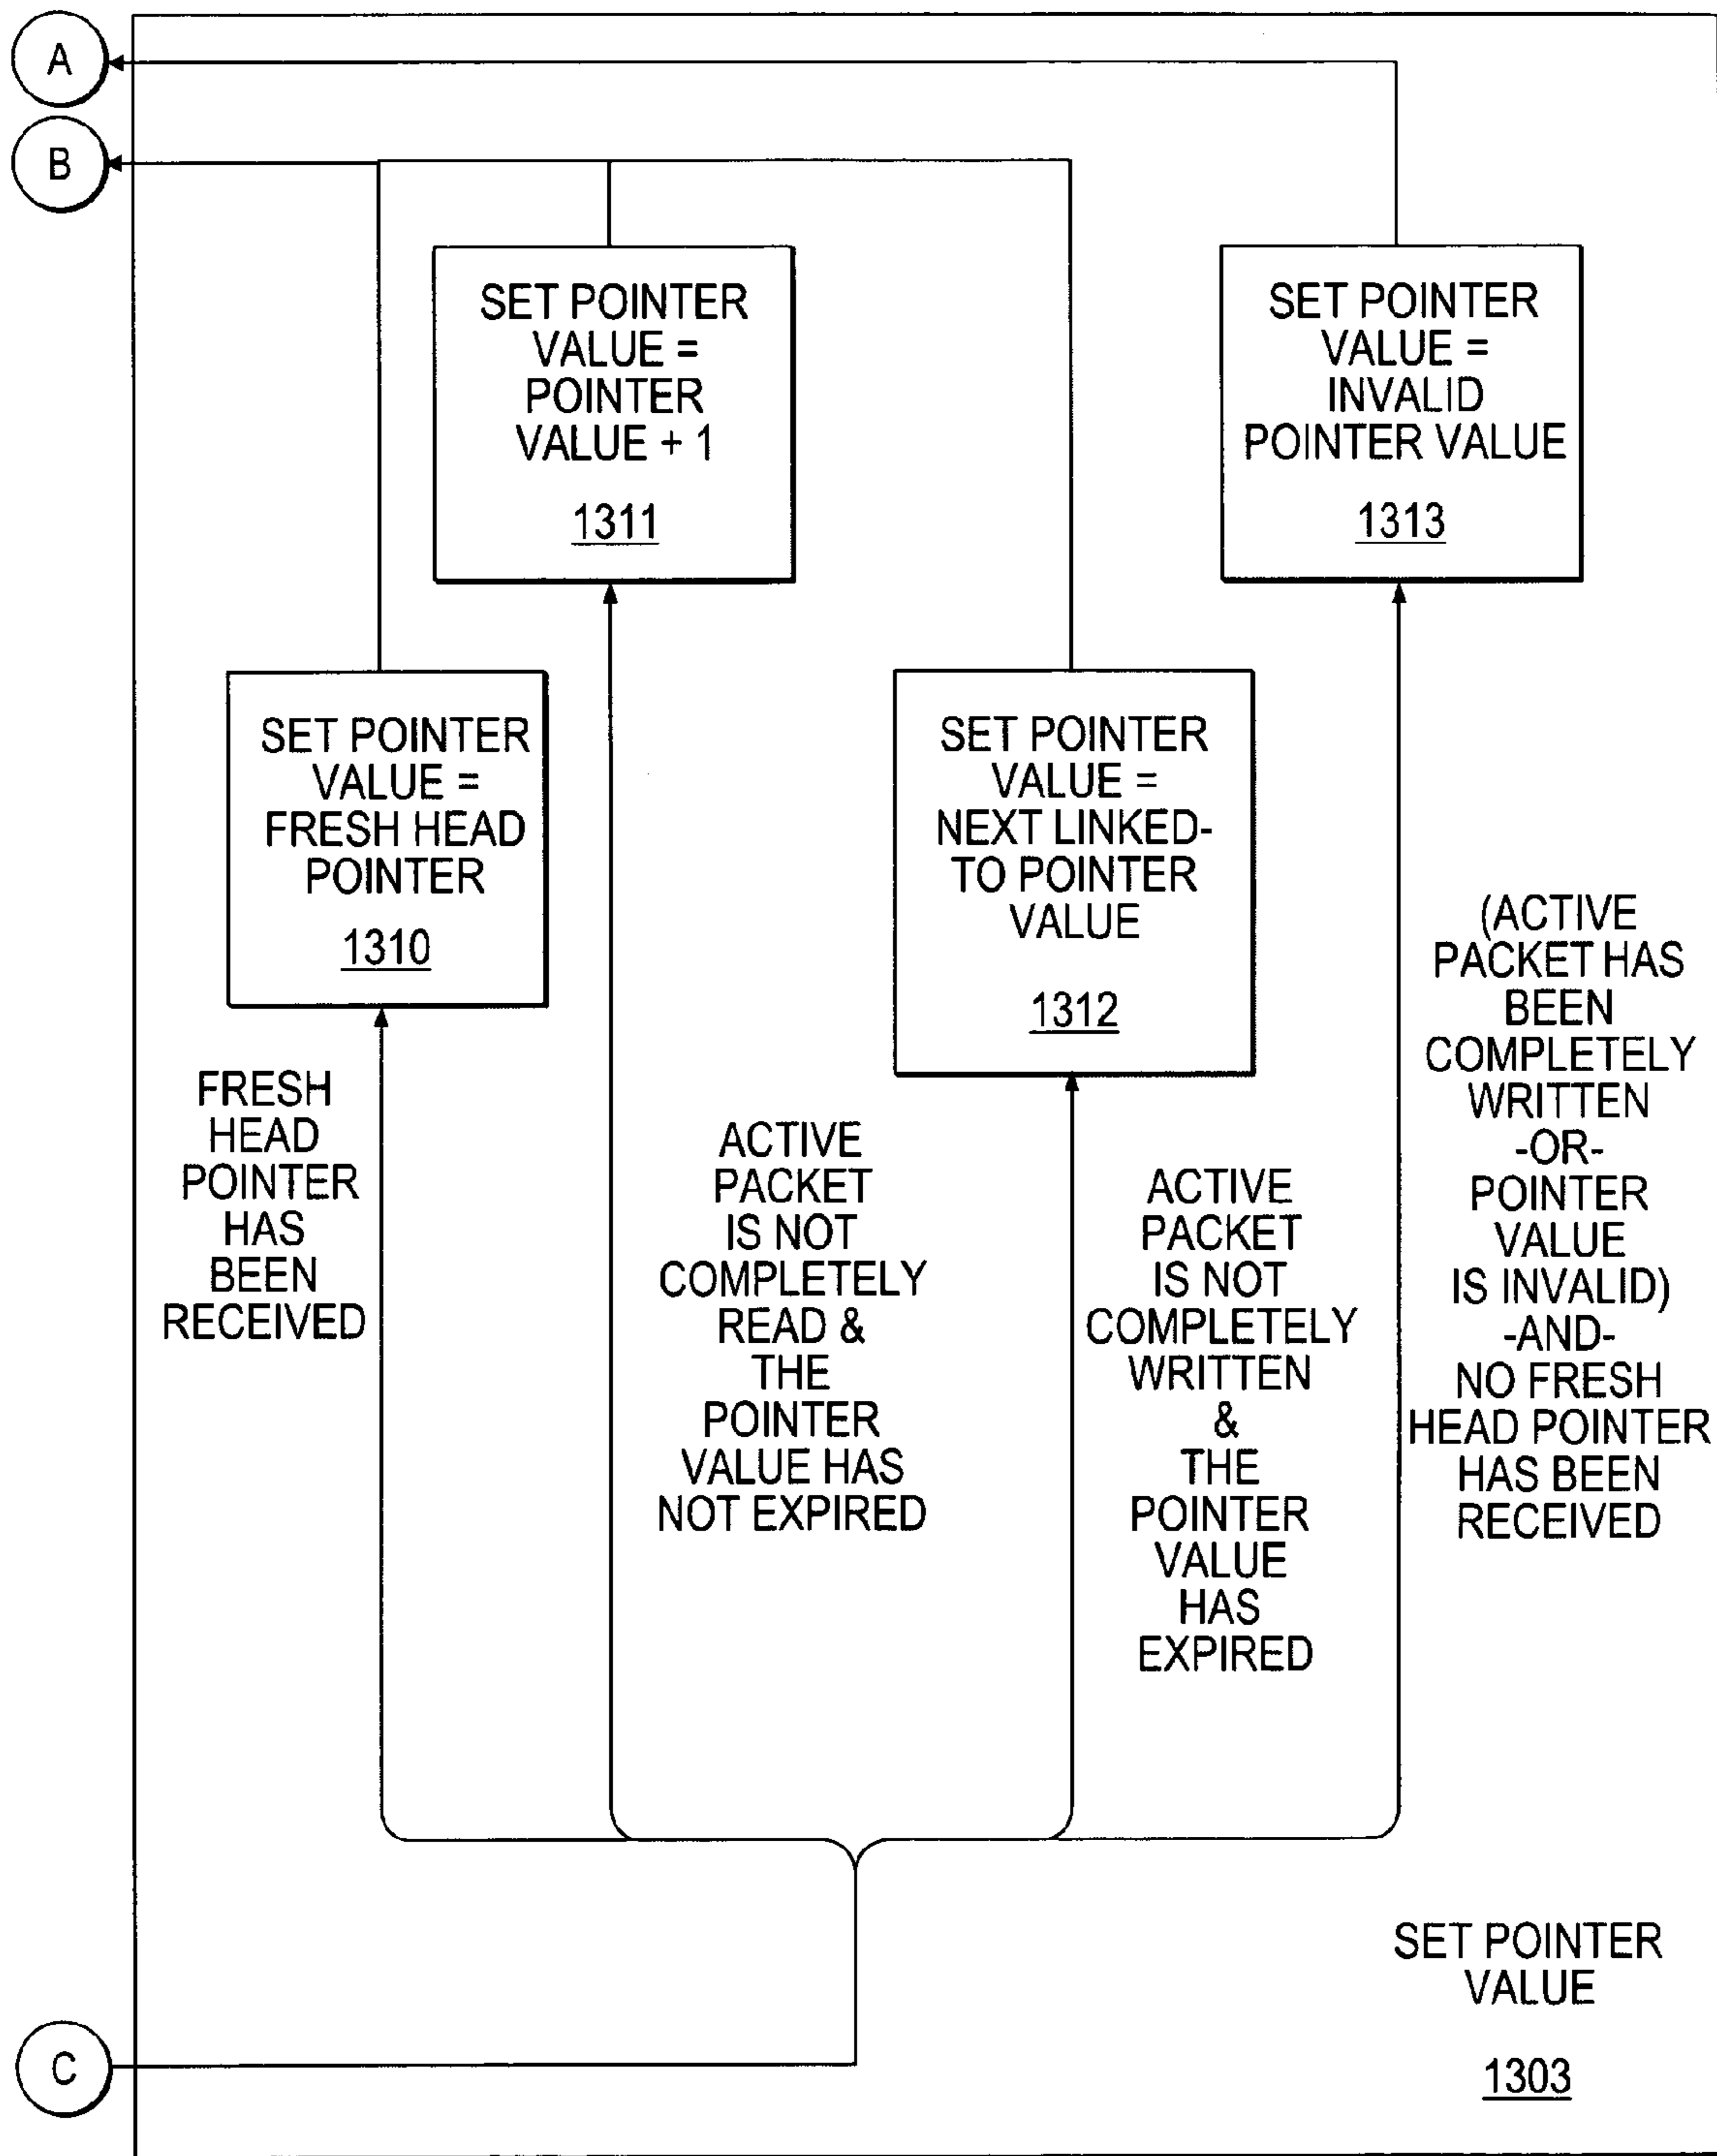 A
B
SET POINTER
VALUE =
POINTER
VALUE + 1
1311
SET POINTER
VALUE =
INVALID
POINTER VALUE
1313
SET POINTER
VALUE =
FRESH HEAD
POINTER
1310
SET POINTER
VALUE =
NEXT LINKED-
TO POINTER
VALUE
1312
FRESH
HEAD
POINTER
HAS
BEEN
RECEIVED
ACTIVE
PACKET
IS NOT
COMPLETELY
READ &
THE
POINTER
VALUE HAS
NOT EXPIRED
ACTIVE
PACKET
IS NOT
COMPLETELY
WRITTEN
&
THE
POINTER
VALUE
HAS
EXPIRED
(ACTIVE
PACKET HAS
BEEN
COMPLETELY
WRITTEN
-OR-
POINTER
VALUE
IS INVALID)
-AND-
NO FRESH
HEAD POINTER
HAS BEEN
RECEIVED
SET POINTER
VALUE
1303
C